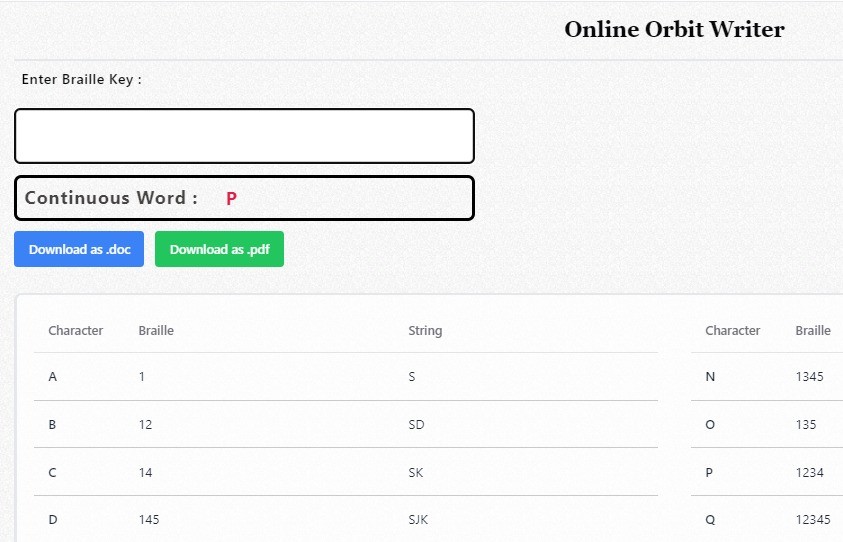 Online Orbit Writer
Enter Braille Key :
Continuous Word : P
Download as .doc Download as .pdf
Character Braille String Character Braille
A 1 S N 1345
B 12 SD O 135
C 14 SK P 1234
D 145 SJK Q 12345